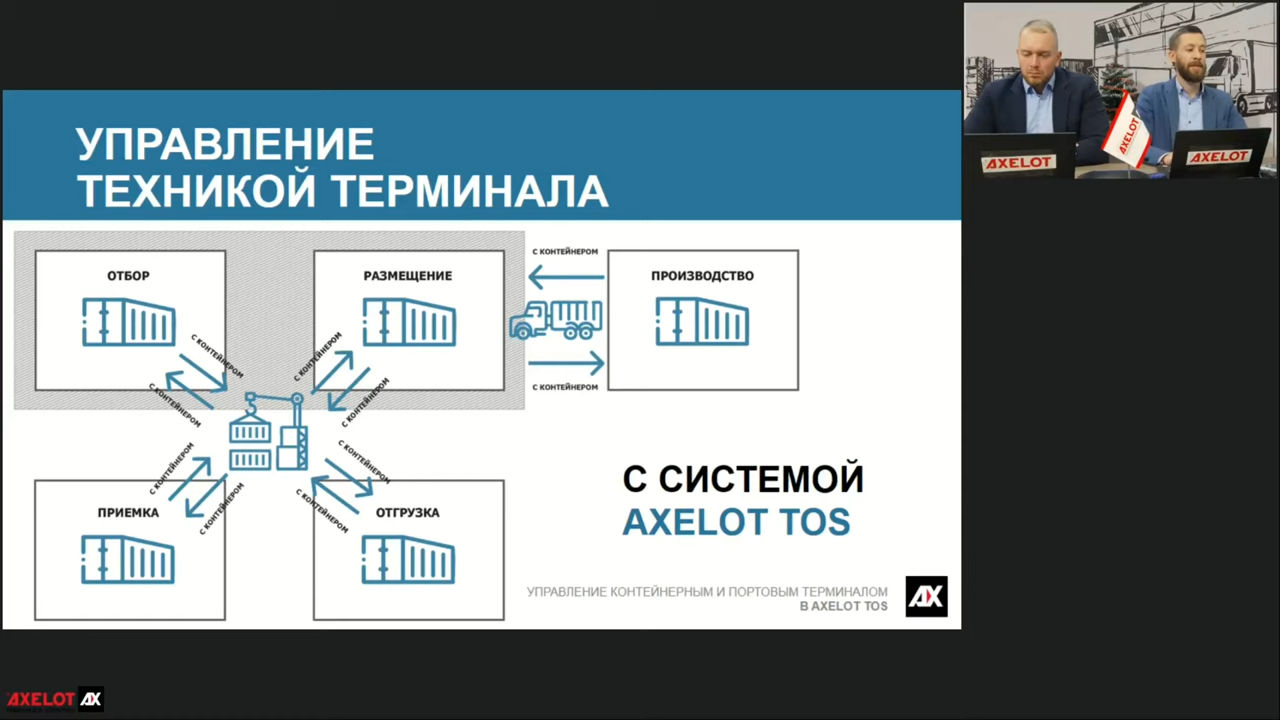 УПРАВЛЕНИЕ
ТЕХНИКОЙ ТЕРМИНАЛА
С КОНТЕЙНЕРОМ
ОТБОР
РАЗМЕЩЕНИЕ
ПРОИЗВОДСТВО
С КОНТЕЙНЕРОМ
С КОНТЕЙНЕРОМ
С КОНТЕЙНЕРОМ
С КОНТЕЙНЕРОМ
С КОНТЕЙНЕРОМ
С КОНТЕЙНЕРОМ
С КОНТЕЙНЕРОМ
С КОНТЕЙНЕРОМ
С КОНТЕЙНЕРОМ
ПРИЕМКА
ОТГРУЗКА
С СИСТЕМОЙ
AXELOT TOS
УПРАВЛЕНИЕ КОНТЕЙНЕРНЫМ И ПОРТОВЫМ ТЕРМИНАЛОМ
В AXELOT TOS
AX
AXELOT
AXELOT
AXELOT
AXELOT AX